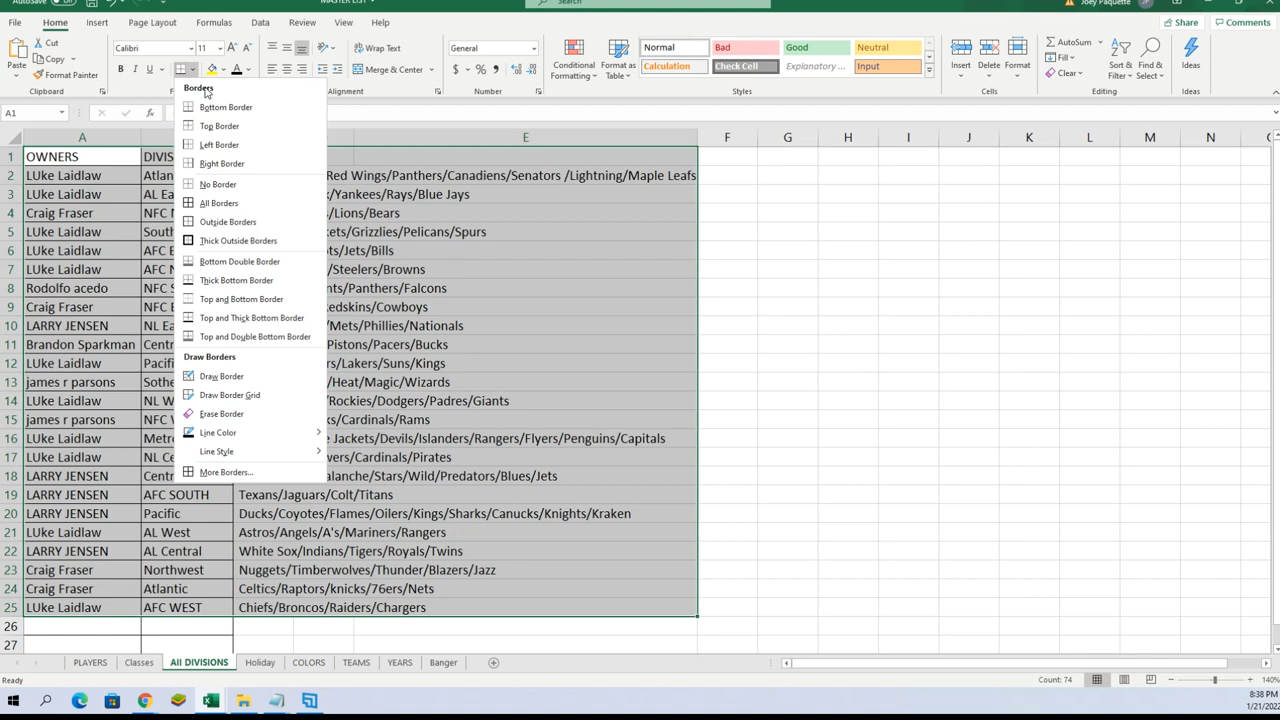 AutoSave Off MASTER LIST Search Joey Paquette JP
File Home Insert Page Layout Formulas Data Review View Help Share Comments
Paste Cut Copy Format Painter Clipboard
Calibri 11 B I U A
Wrap Text Merge & Center Alignment
General $ % Number
Conditional Formatting Format as Table
Normal Bad Good Neutral
Calculation Check Cell Explanatory ... Input
Styles
Insert Delete Format Cells
AutoSum Fill Clear Sort & Filter Find & Select Editing
Ideas Ideas
A1 fx
Borders
Bottom Border
Top Border
Left Border
Right Border
No Border
All Borders
Outside Borders
Thick Outside Borders
Bottom Double Border
Thick Bottom Border
Top and Bottom Border
Top and Thick Bottom Border
Top and Double Bottom Border
Draw Borders
Draw Border
Draw Border Grid
Erase Border
Line Color
Line Style
More Borders...
A E F G H I J K L M N
1 OWNERS DIVIS
2 LUke Laidlaw Atlan Red Wings/Panthers/Canadiens/Senators /Lightning/Maple Leafs
3 LUke Laidlaw AL Ea /Yankees/Rays/Blue Jays
4 Craig Fraser NFC N s/Lions/Bears
5 LUke Laidlaw South kets/Grizzlies/Pelicans/Spurs
6 LUke Laidlaw AFC E ots/Jets/Bills
7 LUke Laidlaw AFC N /Steelers/Browns
8 Rodolfo acedo NFC S nts/Panthers/Falcons
9 Craig Fraser NFC E edskins/Cowboys
10 LARRY JENSEN NL Ea /Mets/Phillies/Nationals
11 Brandon Sparkman Centr Pistons/Pacers/Bucks
12 LUke Laidlaw Pacifi rs/Lakers/Suns/Kings
13 james r parsons Sothe /Heat/Magic/Wizards
14 LUke Laidlaw NL W /Rockies/Dodgers/Padres/Giants
15 james r parsons NFC W ks/Cardinals/Rams
16 LUke Laidlaw Metro e Jackets/Devils/Islanders/Rangers/Flyers/Penguins/Capitals
17 LUke Laidlaw NL Ce wers/Cardinals/Pirates
18 LARRY JENSEN Centr alanche/Stars/Wild/Predators/Blues/Jets
19 LARRY JENSEN AFC SOUTH Texans/Jaguars/Colt/Titans
20 LARRY JENSEN Pacific Ducks/Coyotes/Flames/Oilers/Kings/Sharks/Canucks/Knights/Kraken
21 LUke Laidlaw AL West Astros/Angels/A's/Mariners/Rangers
22 LARRY JENSEN AL Central White Sox/Indians/Tigers/Royals/Twins
23 Craig Fraser Northwest Nuggets/Timberwolves/Thunder/Blazers/Jazz
24 Craig Fraser Atlantic Celtics/Raptors/knicks/76ers/Nets
25 LUke Laidlaw AFC WEST Chiefs/Broncos/Raiders/Chargers
26
27
PLAYERS Classes All DIVISIONS Holiday COLORS TEAMS YEARS Banger
Ready Count: 74 140%
8:38 PM
1/21/2022